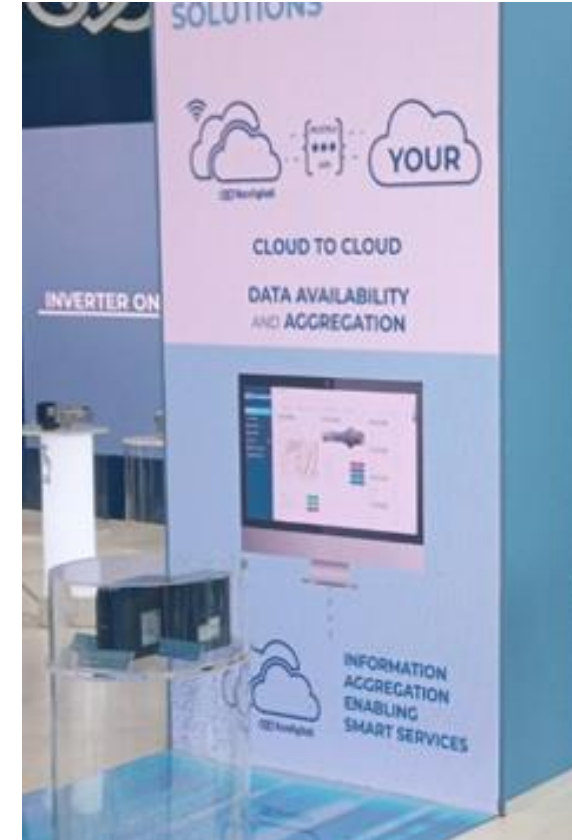 SOLUTIONS
YOUR
CLOUD TO CLOUD
DATA AVAILABILITY
AND AGGREGATION
INVERTER ON
INFORMATION
AGGREGATION
ENABLING
SMART SERVICES